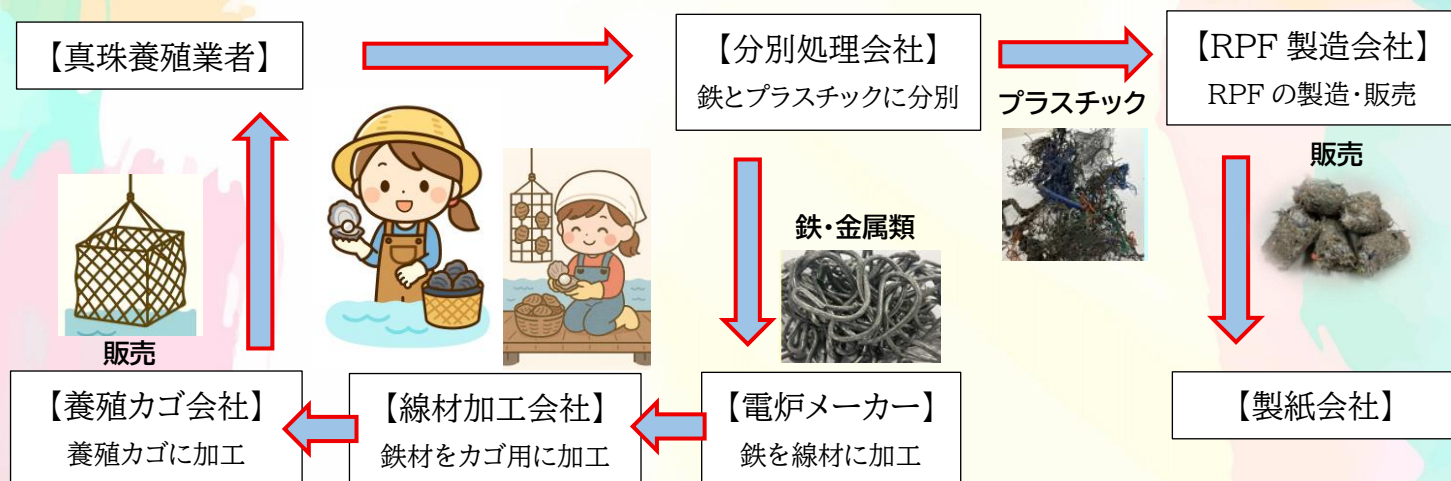 【真珠養殖業者】
【分別処理会社】
鉄とプラスチックに分別
プラスチック
【RPF 製造会社】
RPF の製造・販売
販売
鉄・金属類
販売
【養殖カゴ会社】
養殖カゴに加工
【線材加工会社】
鉄材をカゴ用に加工
【電炉メーカー】
鉄を線材に加工
【製紙会社】